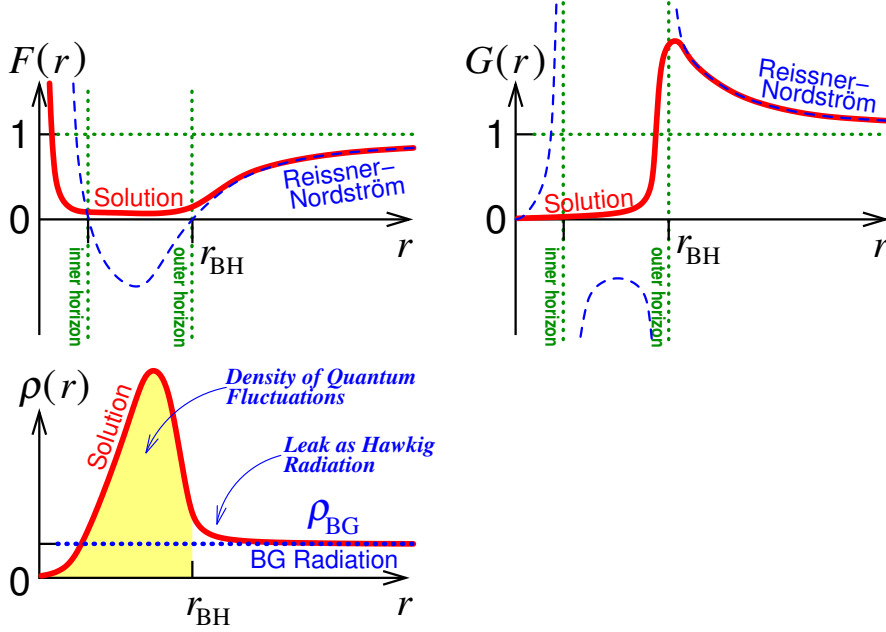 F(r)
1
0
Solution
Reissner–
Nordström
inner horizon
outer horizon
r_BH
r
G(r)
1
0
Solution
Reissner–
Nordström
inner horizon
outer horizon
r_BH
r
ρ(r)
0
Solution
Density of Quantum
Fluctuations
Leak as Hawkig
Radiation
ρ_BG
BG Radiation
r_BH
r